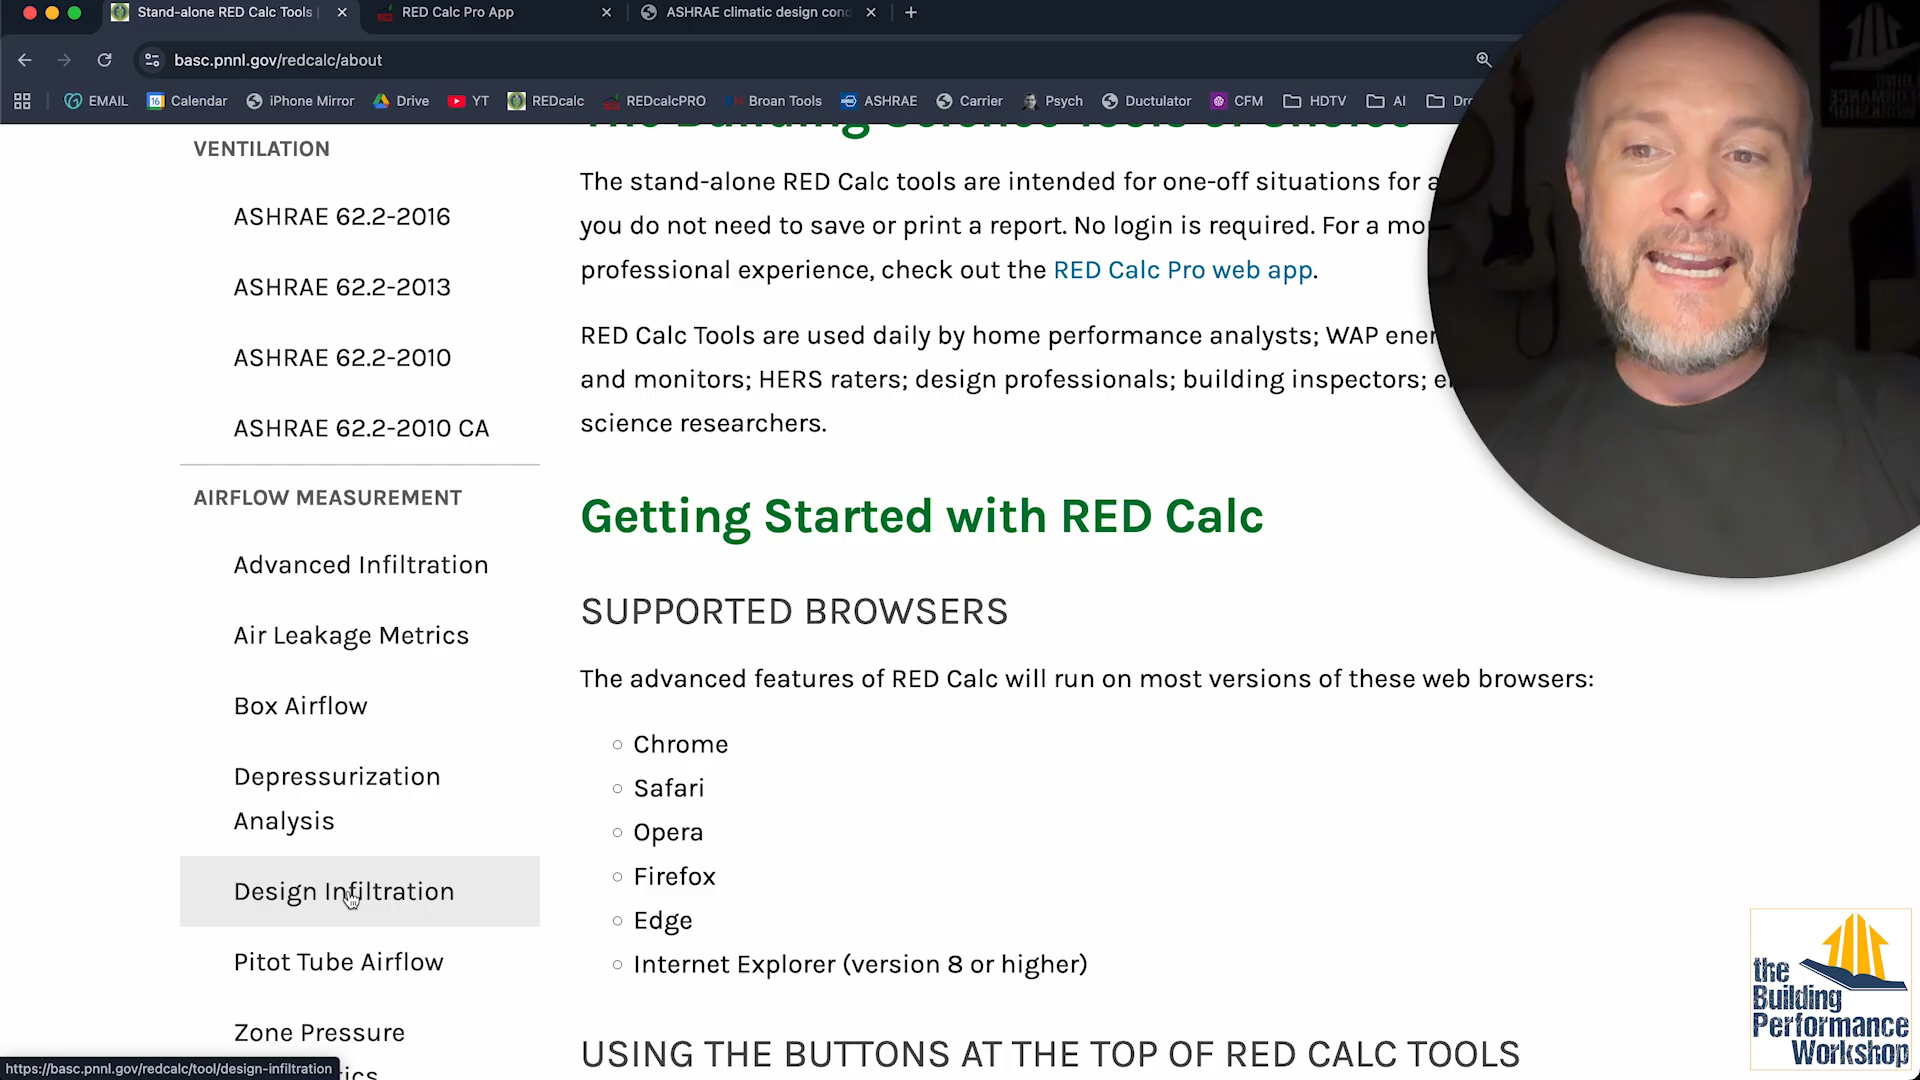 Stand-alone RED Calc Tools
RED Calc Pro App
ASHRAE climatic design cond
basc.pnnl.gov/redcalc/about
EMAIL
16 Calendar
iPhone Mirror
Drive
YT
REDcalc
REDcalcPRO
Broan Tools
ASHRAE
Carrier
Psych
Ductulator
CFM
HDTV
AI
VENTILATION
ASHRAE 62.2-2016
ASHRAE 62.2-2013
ASHRAE 62.2-2010
ASHRAE 62.2-2010 CA
AIRFLOW MEASUREMENT
Advanced Infiltration
Air Leakage Metrics
Box Airflow
Depressurization
Analysis
Design Infiltration
Pitot Tube Airflow
Zone Pressure
https://basc.pnnl.gov/redcalc/tool/design-infiltration
The Building Science Tools of Choice
The stand-alone RED Calc tools are intended for one-off situations for
you do not need to save or print a report. No login is required. For a
professional experience, check out the RED Calc Pro web app.
RED Calc Tools are used daily by home performance analysts; WAP
and monitors; HERS raters; design professionals; building inspectors;
science researchers.
Getting Started with RED Calc
SUPPORTED BROWSERS
The advanced features of RED Calc will run on most versions of these web browsers:
Chrome
Safari
Opera
Firefox
Edge
Internet Explorer (version 8 or higher)
USING THE BUTTONS AT THE TOP OF RED CALC TOOLS
the
Building
Performance
Workshop